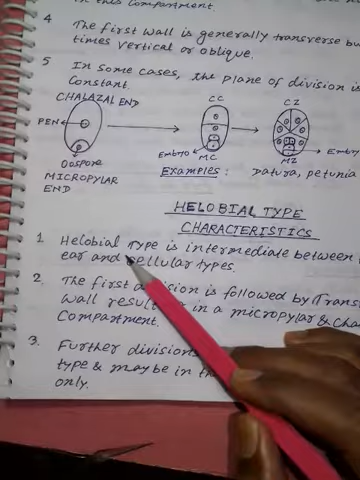 in this compartment.
4 The first wall is generally transverse bu
times vertical or oblique.
5 In some cases, the plane of division is
constant.
CHALAZAL END
CC
CZ
PEN
Embryo
MC
MZ
Embry
Oospore
MICROPYLAR
END
Examples: Datura, petunia
HELOBIAL TYPE
CHARACTERISTICS
1 Helobial Type is intermediate between
ear and cellular types.
2. The first division is followed by Trans
wall in a micropylar & cha
Compartment.
3. Further divisions
type & may be in
only.